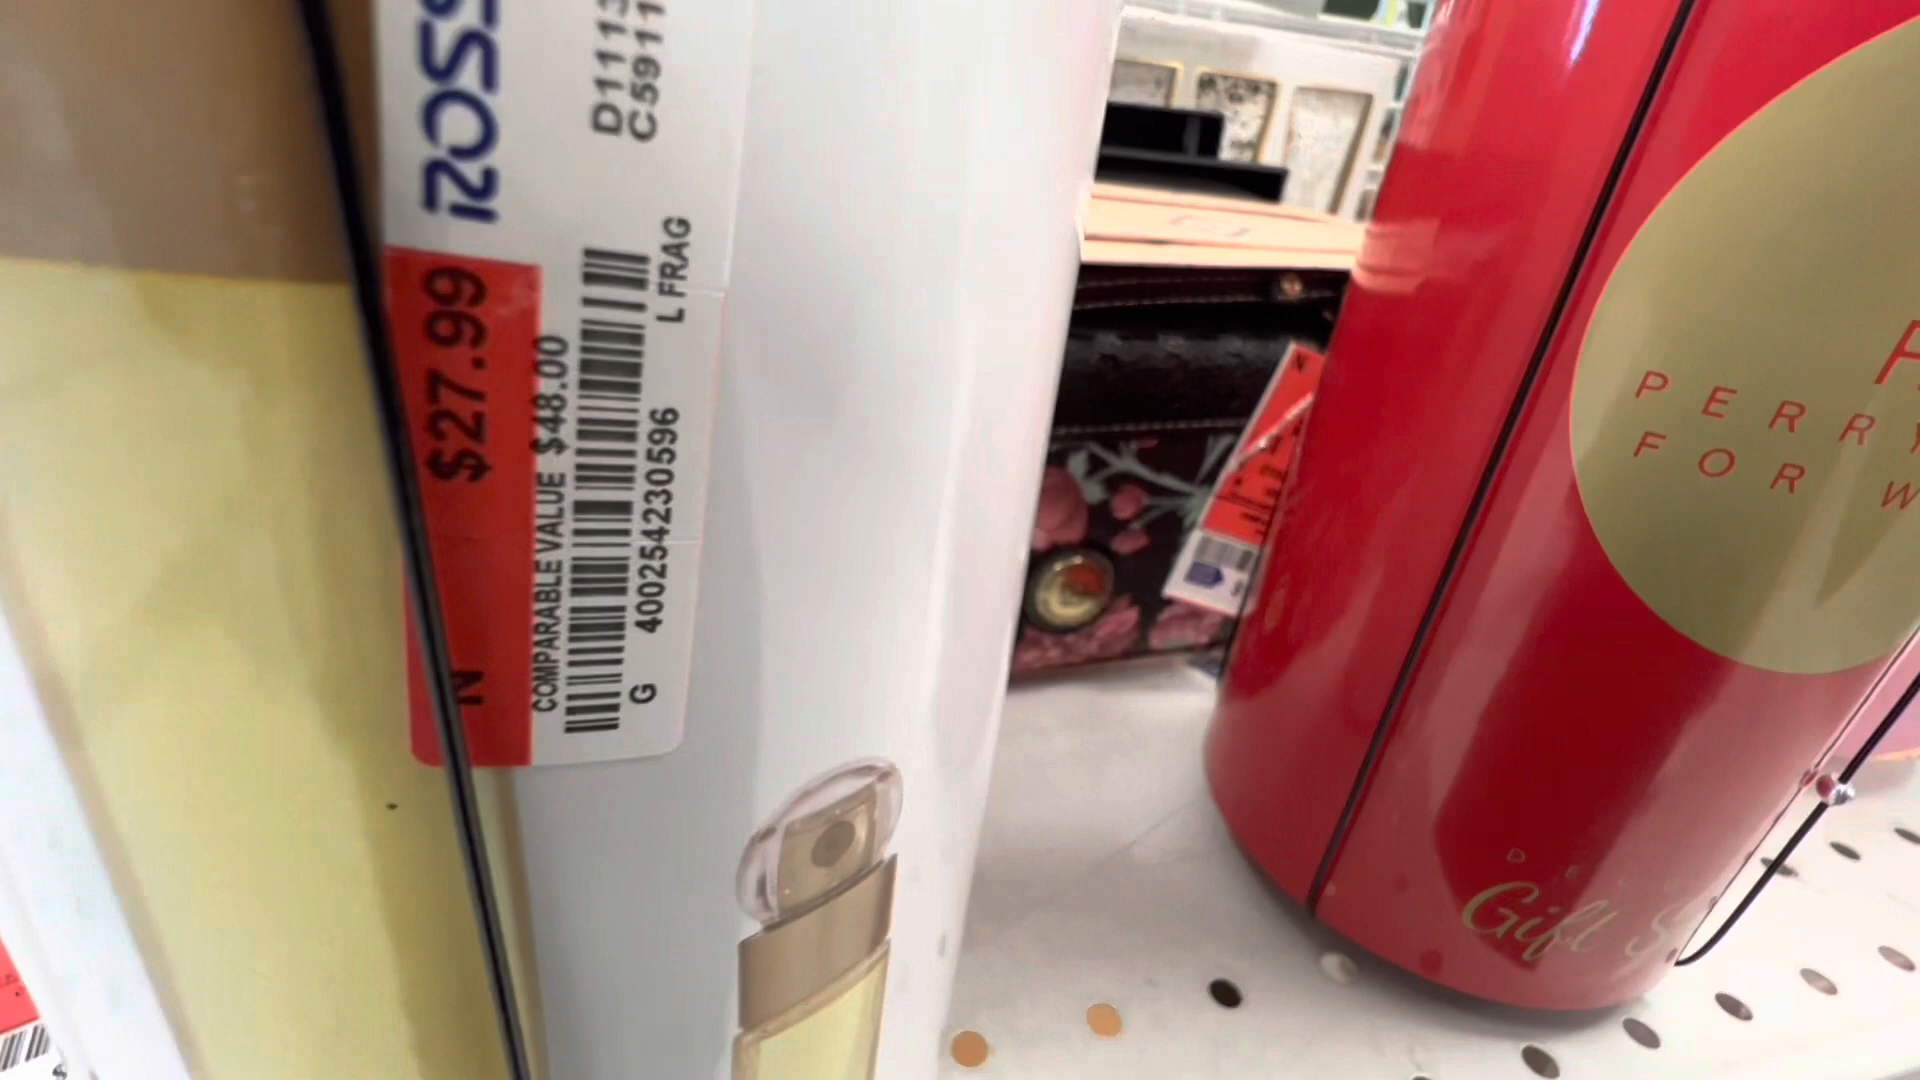 ROSS
D1113
C5911
$27.99
N
COMPARABLE VALUE $48.00
L FRAG
G 400254230596
PERRY
FOR W
Gift S
N